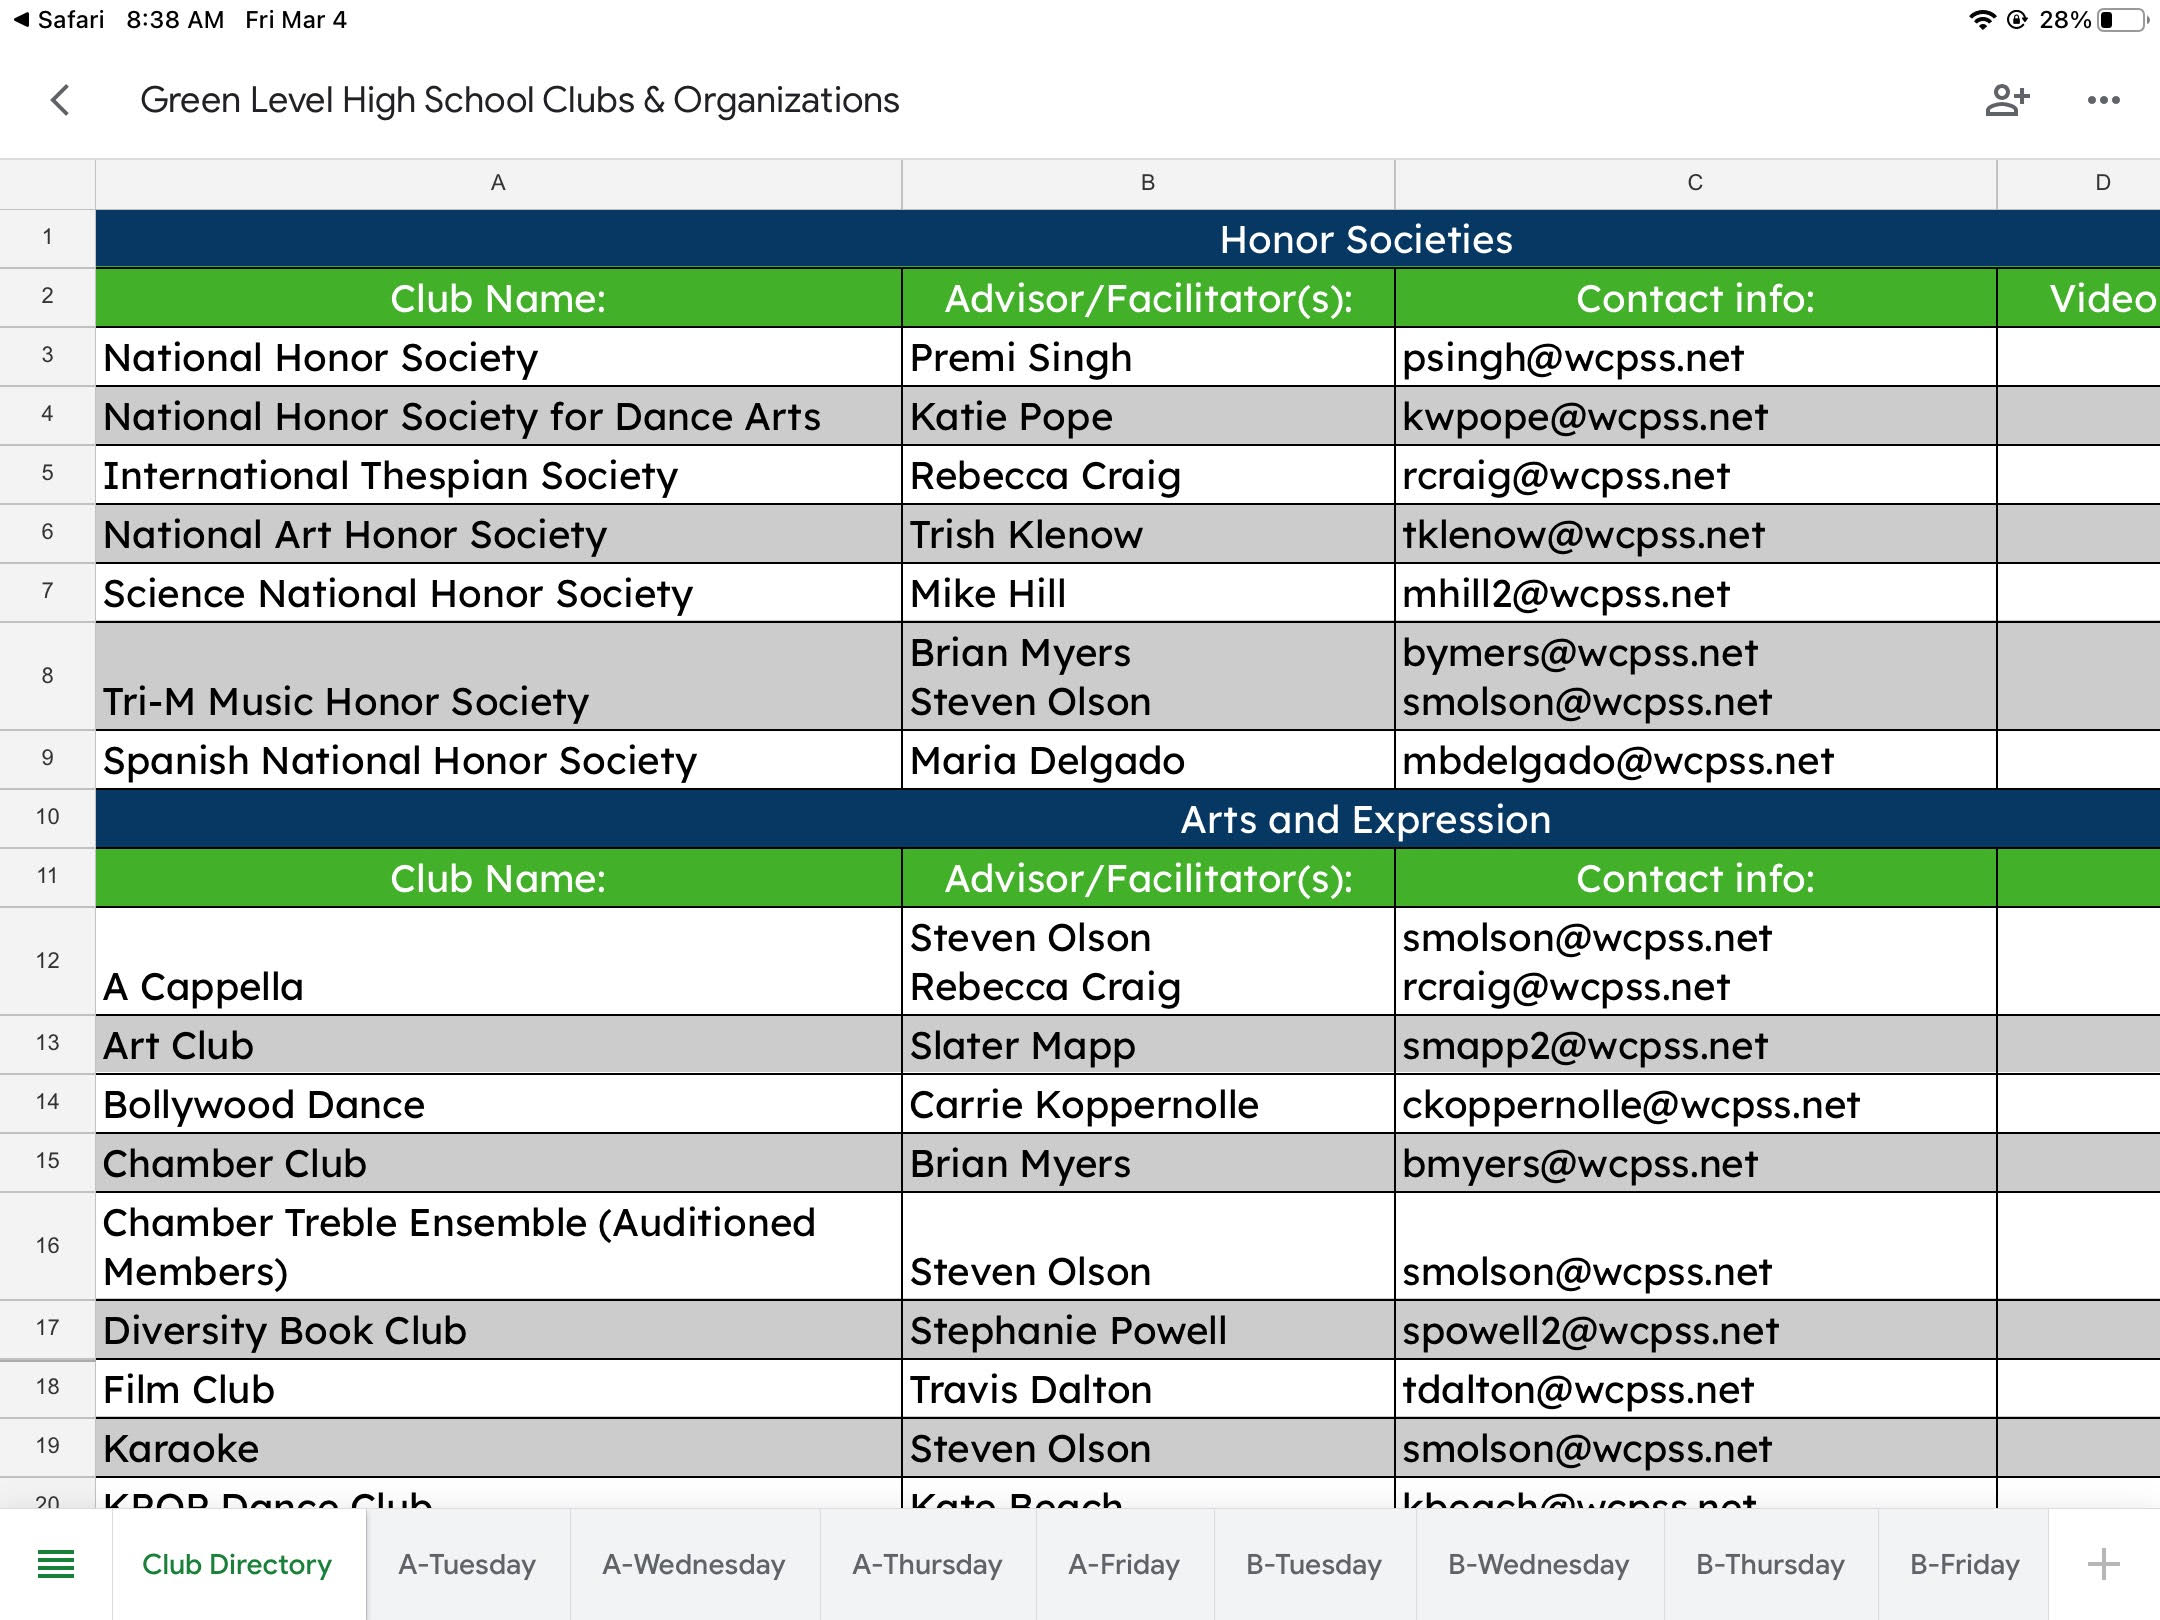 Safari 8:38 AM Fri Mar 4 28%
Green Level High School Clubs & Organizations
A B C D
1 Honor Societies
2 Club Name: Advisor/Facilitator(s): Contact info: Video
3 National Honor Society Premi Singh psingh@wcpss.net
4 National Honor Society for Dance Arts Katie Pope kwpope@wcpss.net
5 International Thespian Society Rebecca Craig rcraig@wcpss.net
6 National Art Honor Society Trish Klenow tklenow@wcpss.net
7 Science National Honor Society Mike Hill mhill2@wcpss.net
Brian Myers bymers@wcpss.net
8 Tri-M Music Honor Society Steven Olson smolson@wcpss.net
9 Spanish National Honor Society Maria Delgado mbdelgado@wcpss.net
10 Arts and Expression
11 Club Name: Advisor/Facilitator(s): Contact info:
Steven Olson smolson@wcpss.net
12 A Cappella Rebecca Craig rcraig@wcpss.net
13 Art Club Slater Mapp smapp2@wcpss.net
14 Bollywood Dance Carrie Koppernolle ckoppernolle@wcpss.net
15 Chamber Club Brian Myers bmyers@wcpss.net
Chamber Treble Ensemble (Auditioned
16 Members) Steven Olson smolson@wcpss.net
17 Diversity Book Club Stephanie Powell spowell2@wcpss.net
18 Film Club Travis Dalton tdalton@wcpss.net
19 Karaoke Steven Olson smolson@wcpss.net
20 KPOP Dance Club Kate Beach kbeach@wcpss.net
Club Directory A-Tuesday A-Wednesday A-Thursday A-Friday B-Tuesday B-Wednesday B-Thursday B-Friday